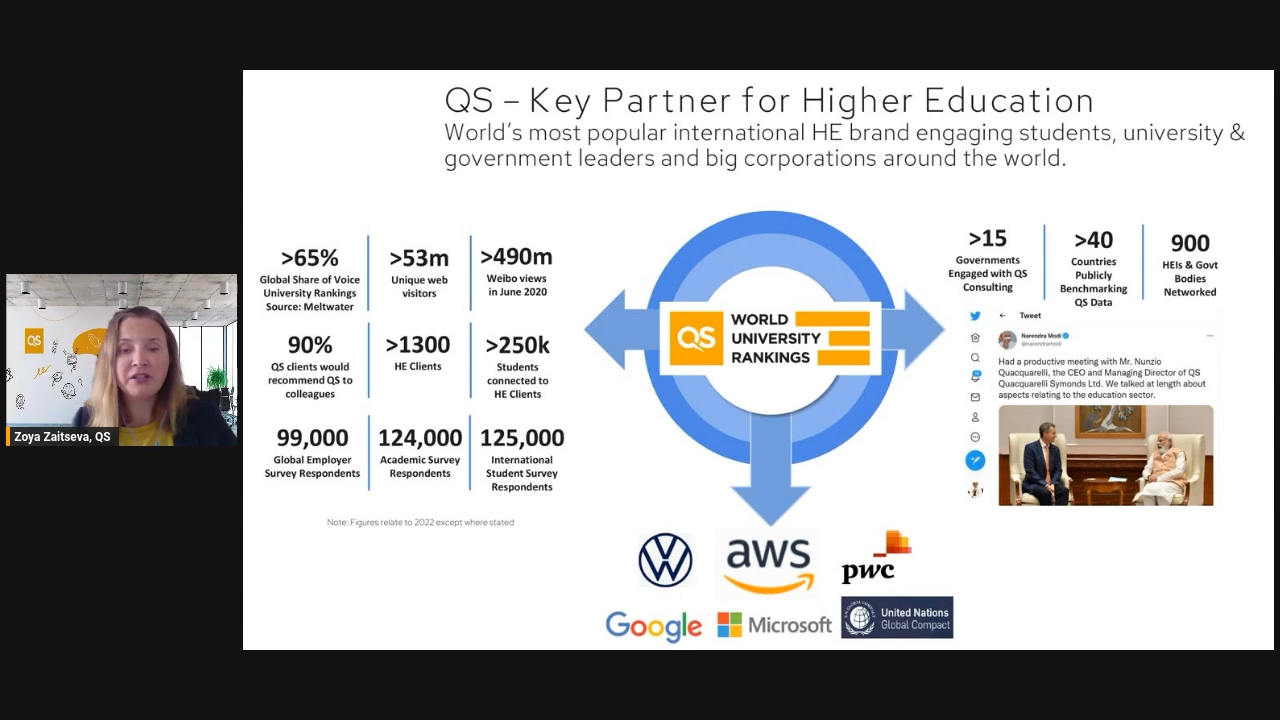 QS – Key Partner for Higher Education
World's most popular international HE brand engaging students, university &
government leaders and big corporations around the world.
>65%
Global Share of Voice
University Rankings
Source: Meltwater
>53m
Unique web
visitors
>490m
Weibo views
in June 2020
90%
QS clients would
recommend QS to
colleagues
>1300
HE Clients
>250k
Students
connected to
HE Clients
99,000
Global Employer
Survey Respondents
124,000
Academic Survey
Respondents
125,000
International
Student Survey
Respondents
Note: Figures relate to 2022 except where stated
QS
WORLD
UNIVERSITY
RANKINGS
>15
Governments
Engaged with QS
Consulting
>40
Countries
Publicly
Benchmarking
QS Data
900
HEIs & Govt
Bodies
Networked
Tweet
Narendra Modi
@narendramodi
Had a productive meeting with Mr. Nunzio
Quacquarelli, the CEO and Managing Director of QS
Quacquarelli Symonds Ltd. We talked at length about
aspects relating to the education sector.
aws
pwc
Google
Microsoft
United Nations
Global Compact
QS
Zoya Zaitseva, QS